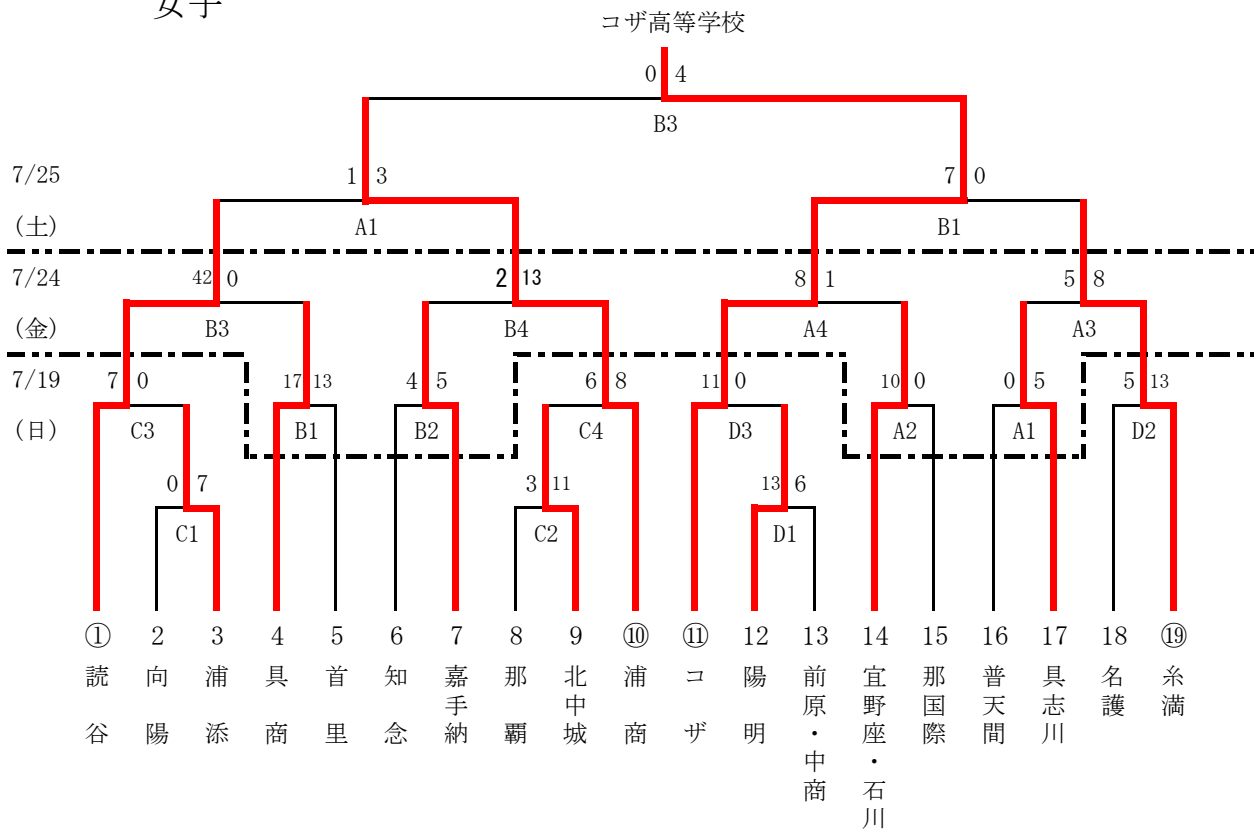 女子
コザ高等学校
0 4
B3
7/25
1 3
7 0
(土)
A1
B1
7/24
42 0
2 13
8 1
5 8
(金)
B3
B4
A4
A3
7/19
7 0
17 13
4 5
6 8
11 0
10 0
0 5
5 13
(日)
C3
B1
B2
C4
D3
A2
A1
D2
0 7
3 11
13 6
C1
C2
D1
① 読谷
2 向陽
3 浦添
4 具商
5 首里
6 知念
7 嘉手納
8 那覇
9 北中城
⑩ 浦商
⑪ コザ
12 陽明
13 前原・中商
14 宜野座・石川
15 那国際
16 普天間
17 具志川
18 名護
⑲ 糸満